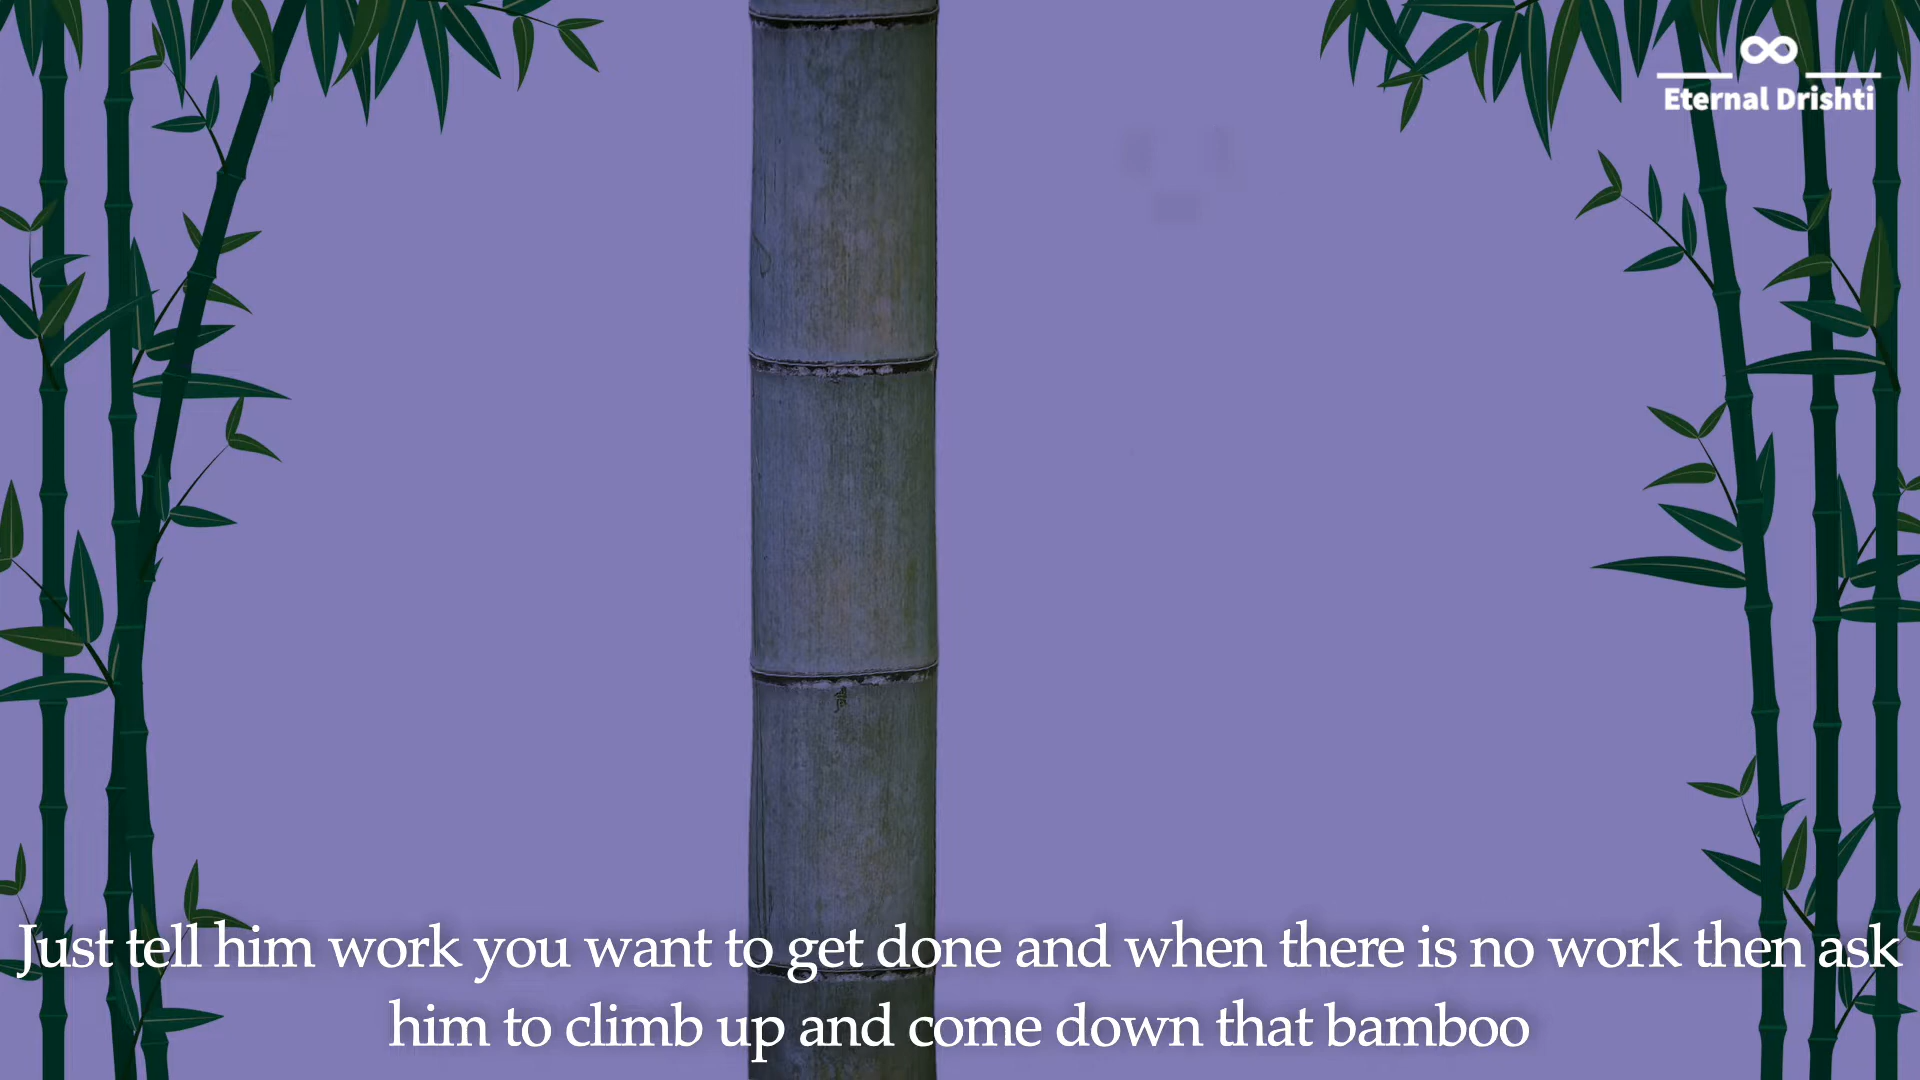 Eternal Drishti
Just tell him work you want to get done and when there is no work then ask
him to climb up and come down that bamboo